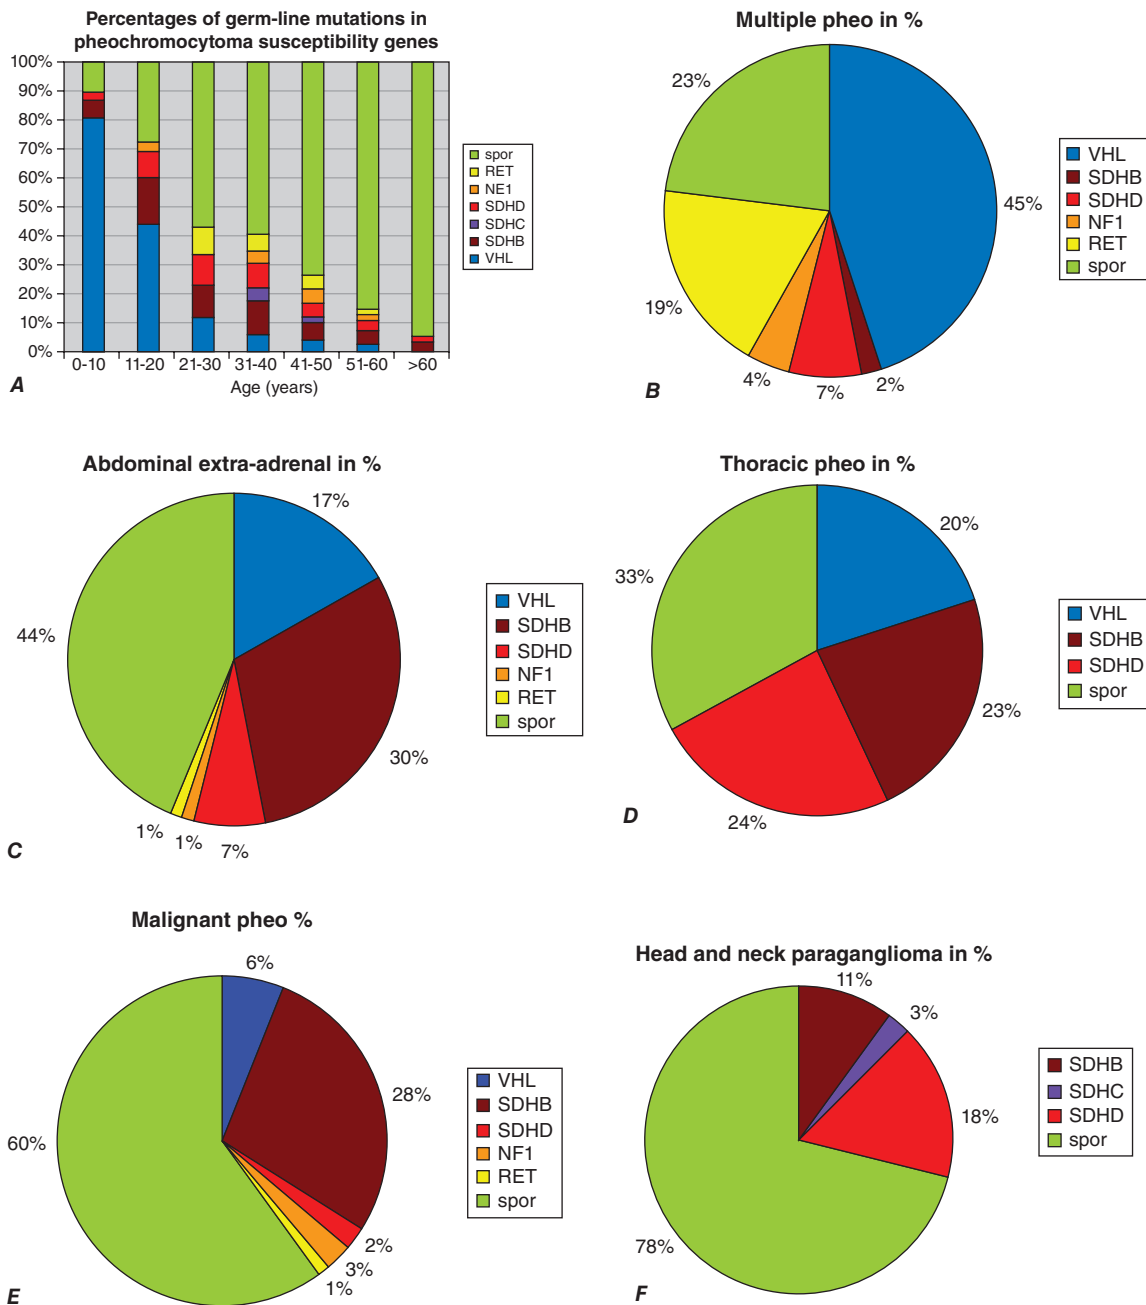 Percentages of germ-line mutations in
pheochromocytoma susceptibility genes
100%
90%
80%
70%
60%
50%
40%
30%
20%
10%
0%
0-10 11-20 21-30 31-40 41-50 51-60 >60
Age (years)
spor
RET
NE1
SDHD
SDHC
SDHB
VHL
A
Multiple pheo in %
23%
45%
19%
4%
7%
2%
VHL
SDHB
SDHD
NF1
RET
spor
B
Abdominal extra-adrenal in %
17%
44%
30%
1%
1%
7%
VHL
SDHB
SDHD
NF1
RET
spor
C
Thoracic pheo in %
20%
33%
23%
24%
VHL
SDHB
SDHD
spor
D
Malignant pheo %
6%
28%
60%
2%
3%
1%
VHL
SDHB
SDHD
NF1
RET
spor
E
Head and neck paraganglioma in %
11%
3%
18%
78%
SDHB
SDHC
SDHD
spor
F